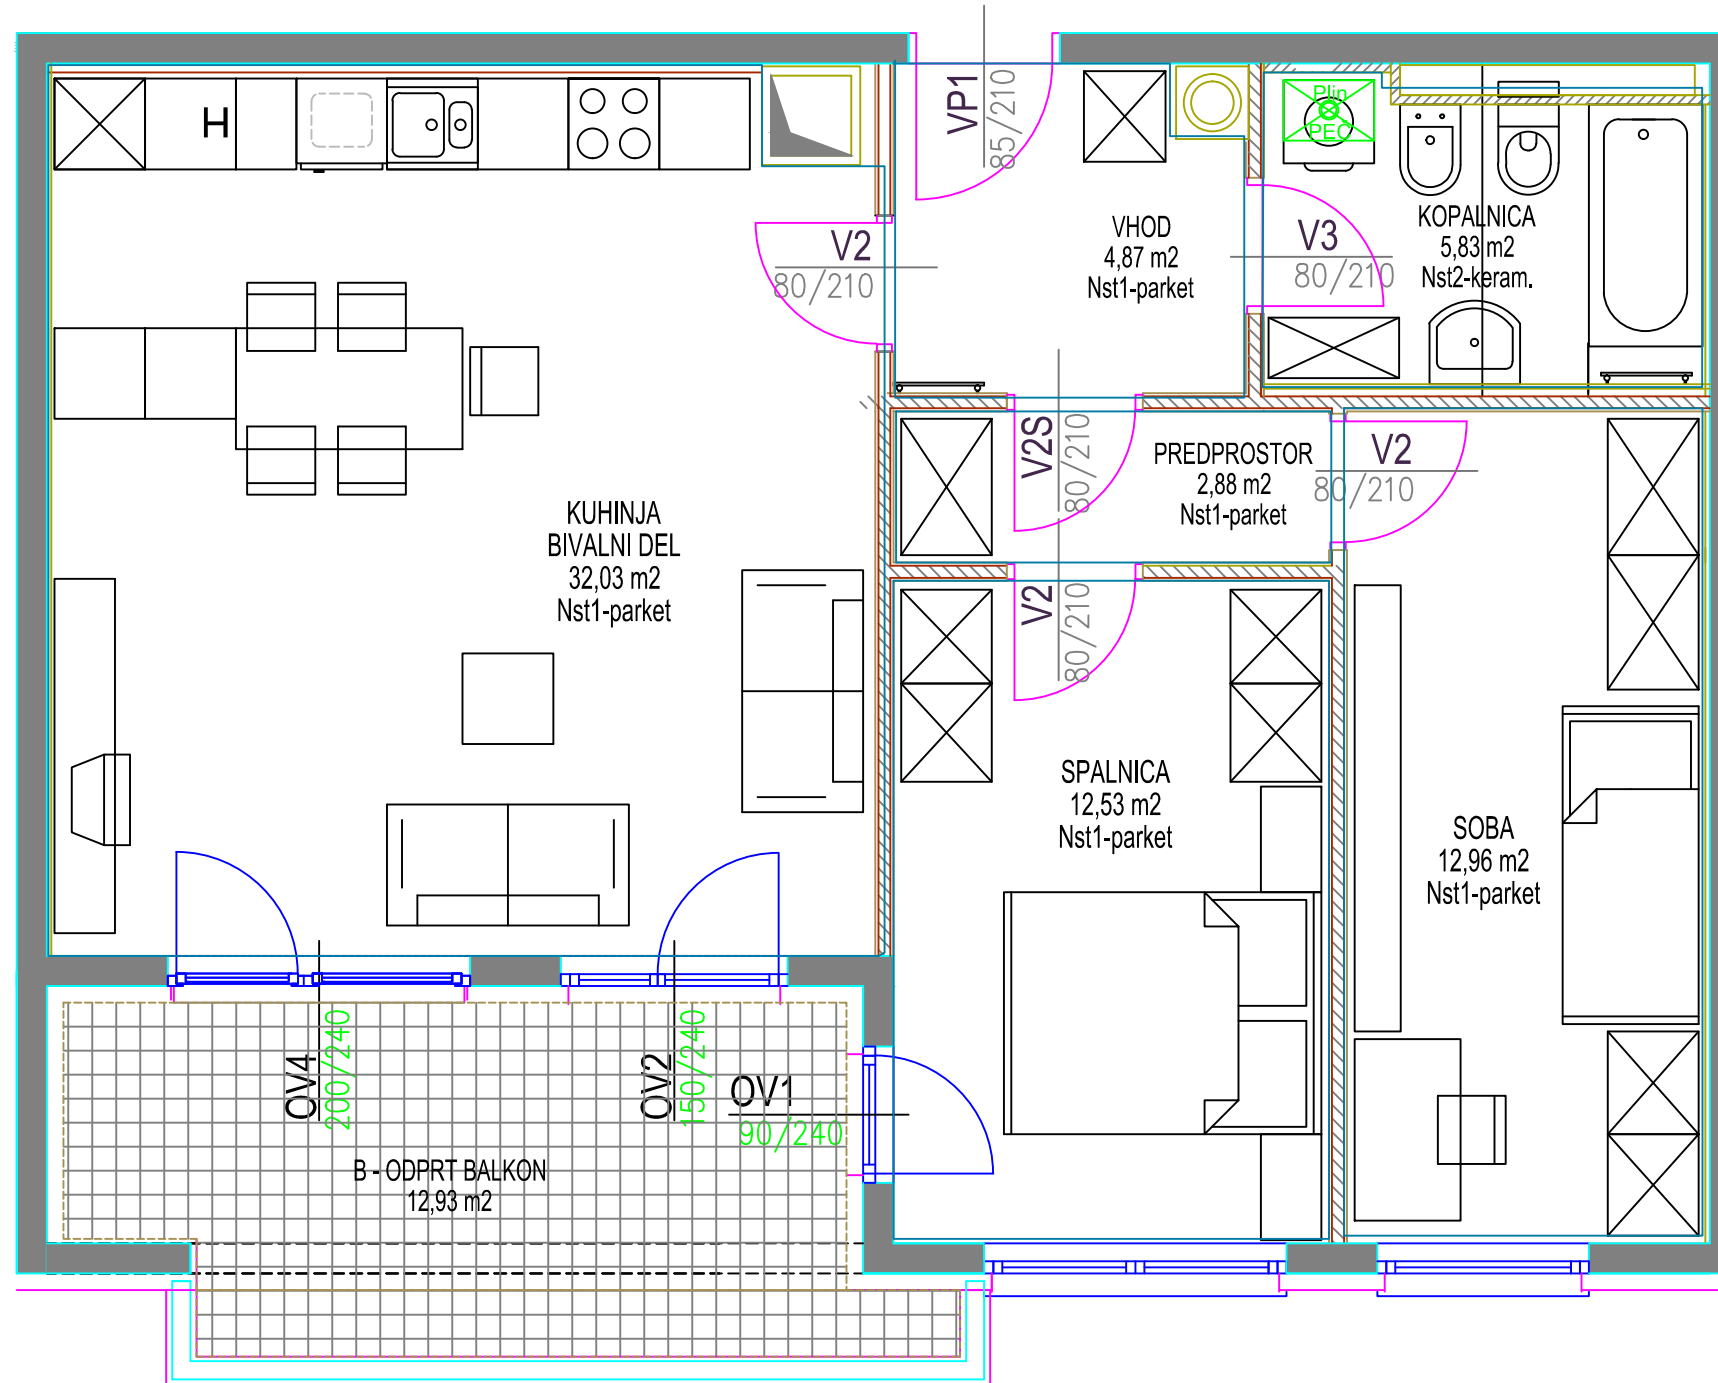 VP1
85/210
Plin
PEČ
H
VHOD
4,87 m2
Nst1-parket
KOPALNICA
5,83 m2
Nst2-keram.
V2
80/210
V3
80/210
V2S
80/210
PREDPROSTOR
2,88 m2
Nst1-parket
V2
80/210
KUHINJA
BIVALNI DEL
32,03 m2
Nst1-parket
V2
80/210
SPALNICA
12,53 m2
Nst1-parket
SOBA
12,96 m2
Nst1-parket
OV4
200/240
OV2
150/240
OV1
90/240
B - ODPRT BALKON
12,93 m2